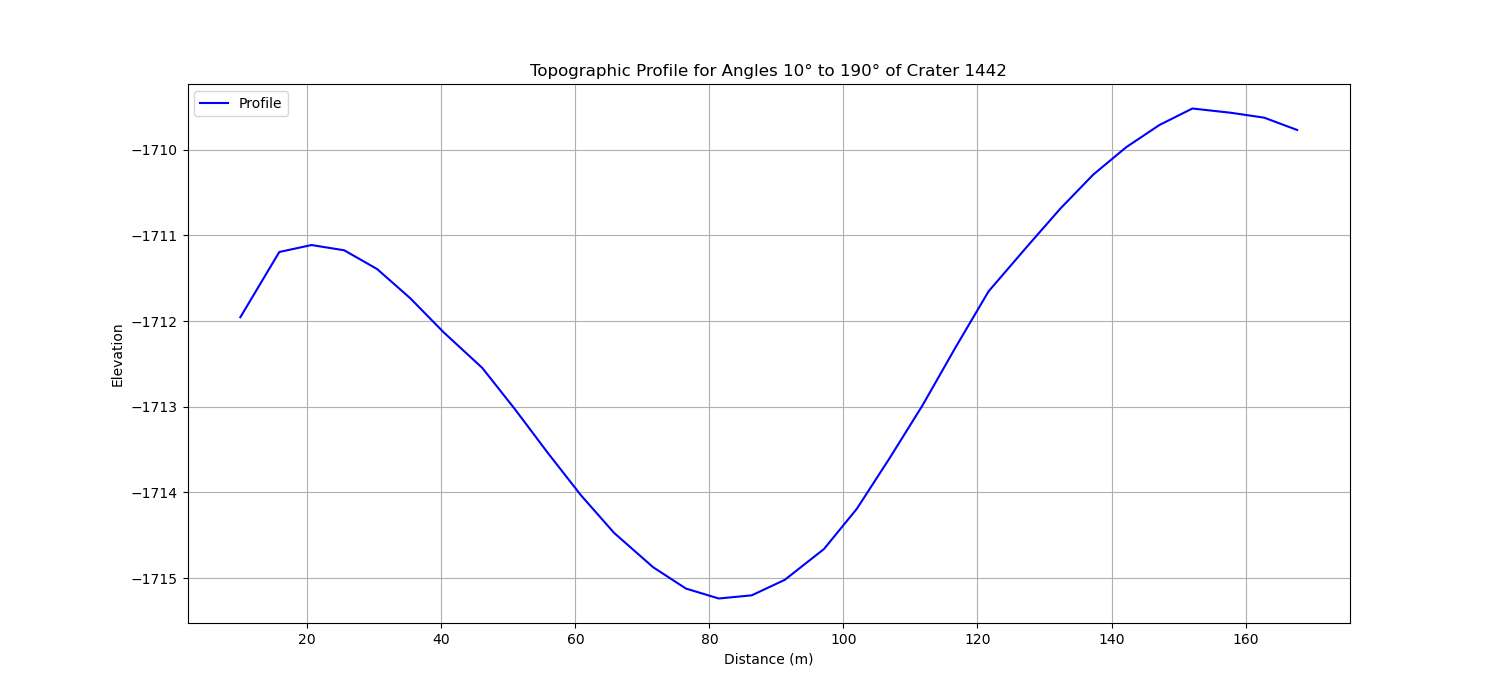 Topographic Profile for Angles 10° to 190° of Crater 1442
Profile
−1710
−1711
−1712
−1713
−1714
−1715
Elevation
20 40 60 80 100 120 140 160
Distance (m)